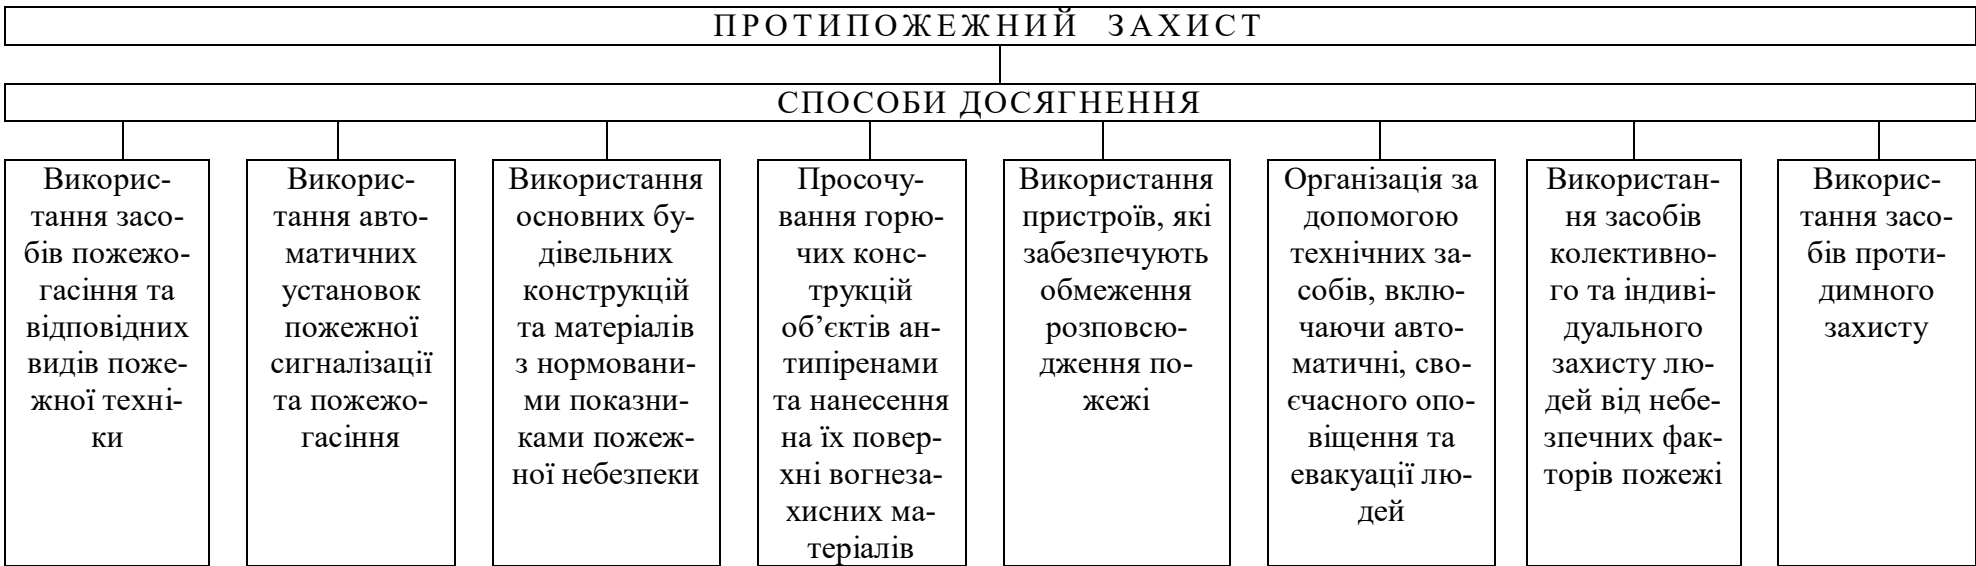 ПРОТИПОЖЕЖНИЙ ЗАХИСТ
СПОСОБИ ДОСЯГНЕННЯ
Викорис-
тання засо-
бів пожежо-
гасіння та
відповідних
видів поже-
жної техні-
ки
Викорис-
тання авто-
матичних
установок
пожежної
сигналізації
та пожежо-
гасіння
Використання
основних бу-
дівельних
конструкцій
та матеріалів
з нормовани-
ми показни-
ками пожеж-
ної небезпеки
Просочу-
вання горю-
чих конс-
трукцій
об’єктів ан-
типіренами
та нанесення
на їх повер-
хні вогнеза-
хисних ма-
теріалів
Використання
пристроїв, які
забезпечують
обмеження
розповсю-
дження по-
жежі
Організація за
допомогою
технічних за-
собів, вклю-
чаючи авто-
матичні, сво-
єчасного опо-
віщення та
евакуації лю-
дей
Використан-
ня засобів
колективно-
го та індиві-
дуального
захисту лю-
дей від небе-
зпечних фак-
торів пожежі
Викорис-
тання засо-
бів проти-
димного
захисту